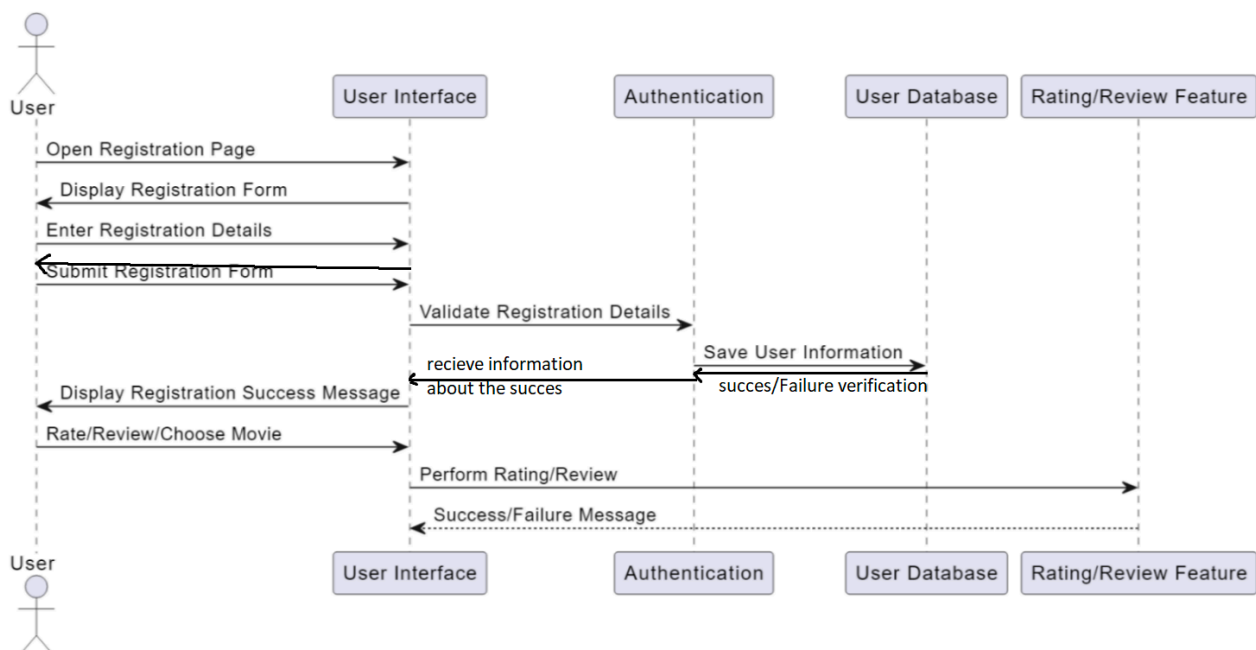 User
User Interface
Authentication
User Database
Rating/Review Feature
Open Registration Page
Display Registration Form
Enter Registration Details
Submit Registration Form
Validate Registration Details
Save User Information
recieve information
about the succes
succes/Failure verification
Display Registration Success Message
Rate/Review/Choose Movie
Perform Rating/Review
Success/Failure Message
User
User Interface
Authentication
User Database
Rating/Review Feature